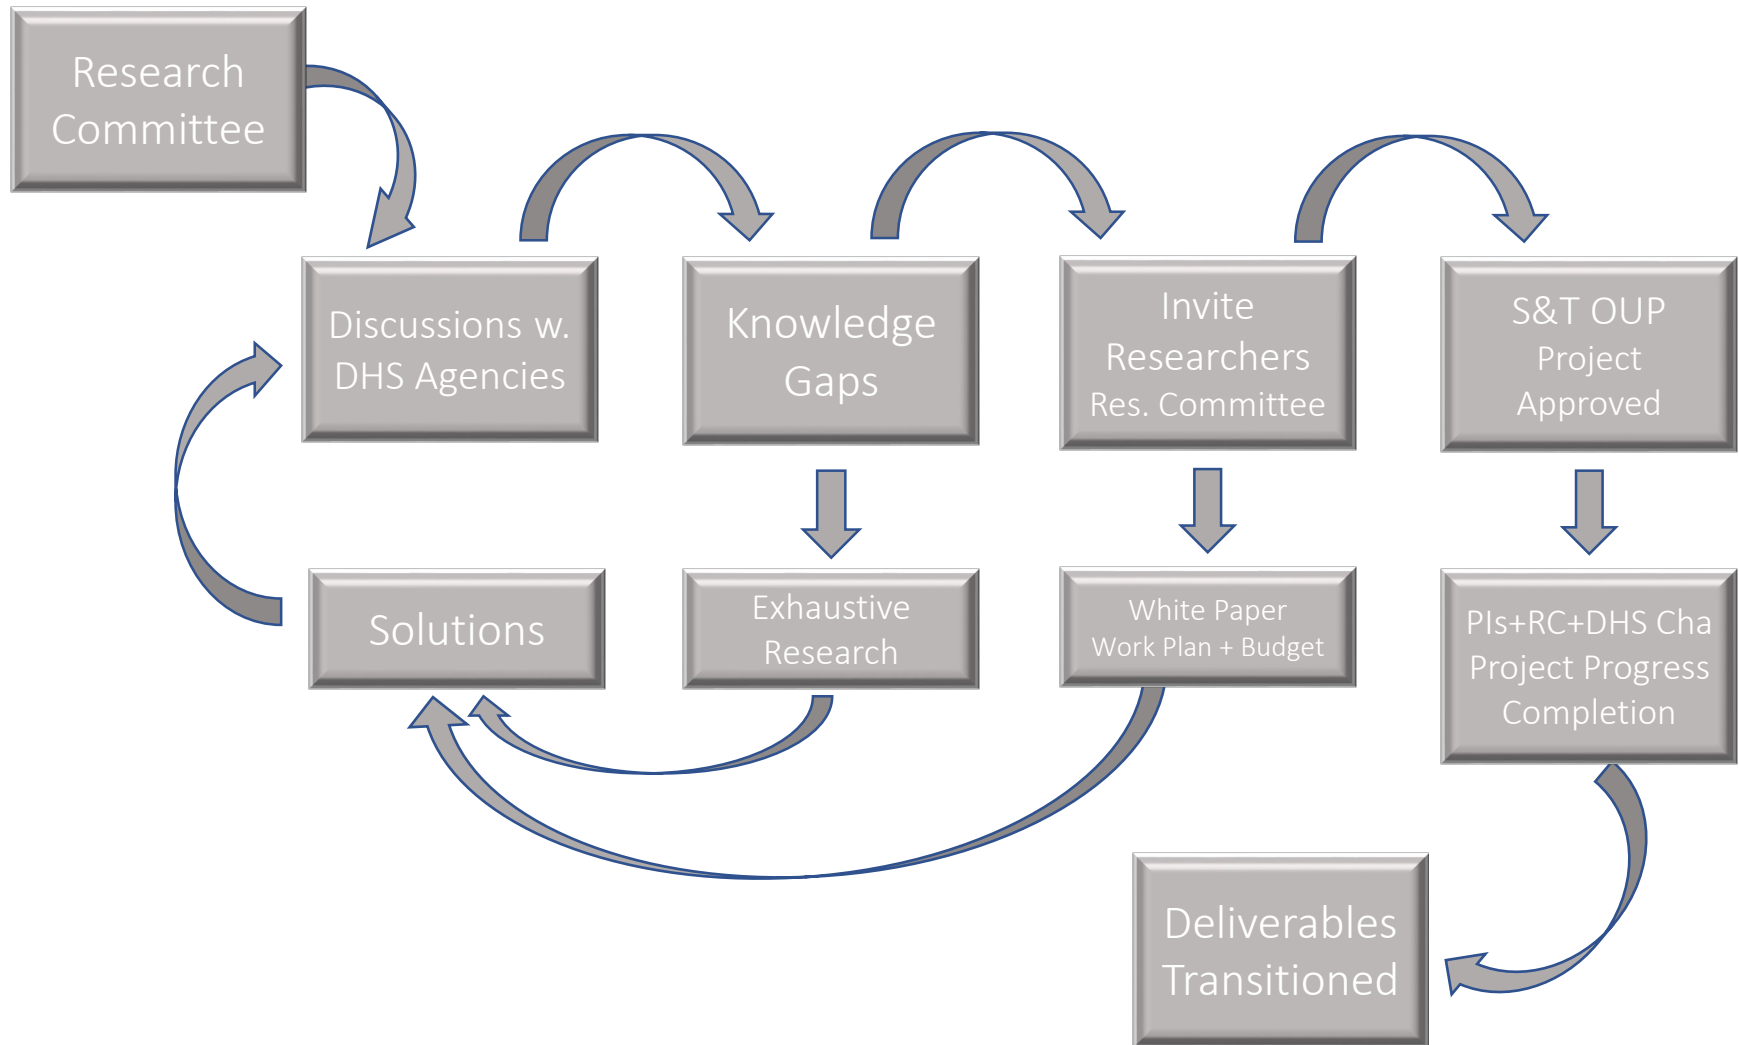 Research
Committee
Discussions w.
DHS Agencies
Knowledge
Gaps
Invite
Researchers
Res. Committee
S&T OUP
Project
Approved
Solutions
Exhaustive
Research
White Paper
Work Plan + Budget
PIs+RC+DHS Cha
Project Progress
Completion
Deliverables
Transitioned